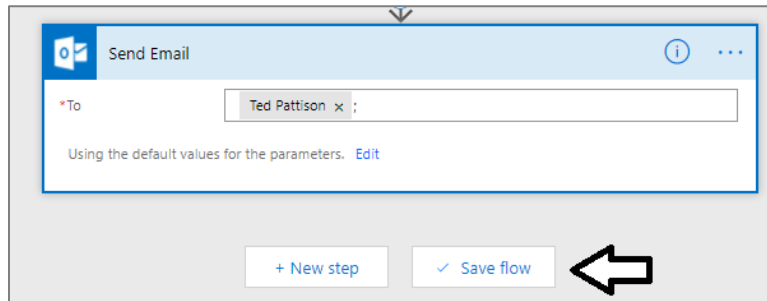 Send Email
*To Ted Pattison × ;
Using the default values for the parameters. Edit
+ New step ✓ Save flow